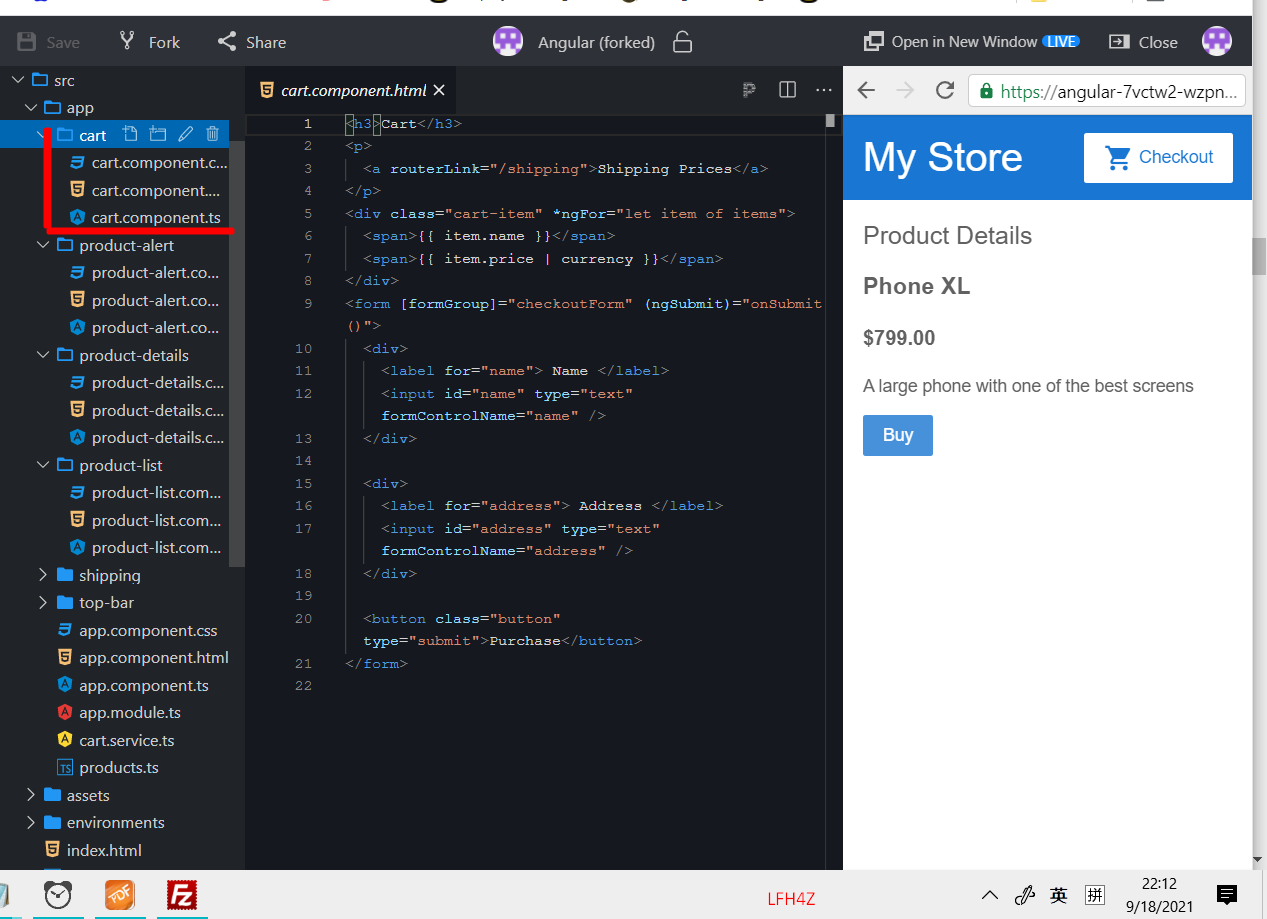 Save
Fork
Share
Angular (forked)
Open in New Window LIVE
Close
src
app
cart
cart.component.c...
cart.component....
cart.component.ts
product-alert
product-alert.co...
product-alert.co...
product-alert.co...
product-details
product-details.c...
product-details.c...
product-details.c...
product-list
product-list.com...
product-list.com...
product-list.com...
shipping
top-bar
app.component.css
app.component.html
app.component.ts
app.module.ts
cart.service.ts
TS products.ts
assets
environments
index.html
cart.component.html
1 <h3>Cart</h3>
2 <p>
3 <a routerLink="/shipping">Shipping Prices</a>
4 </p>
5 <div class="cart-item" *ngFor="let item of items">
6 <span>{{ item.name }}</span>
7 <span>{{ item.price | currency }}</span>
8 </div>
9 <form [formGroup]="checkoutForm" (ngSubmit)="onSubmit
()">
10 <div>
11 <label for="name"> Name </label>
12 <input id="name" type="text"
formControlName="name" />
13 </div>
14
15 <div>
16 <label for="address"> Address </label>
17 <input id="address" type="text"
formControlName="address" />
18 </div>
19
20 <button class="button"
type="submit">Purchase</button>
21 </form>
22
https://angular-7vctw2-wzpn...
My Store
Checkout
Product Details
Phone XL
$799.00
A large phone with one of the best screens
Buy
PDF
FZ
LFH4Z
英
拼
22:12
9/18/2021